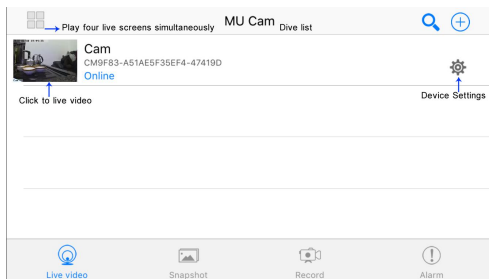 Play four live screens simultaneously MU Cam Dive list
Cam
CM9F83-A51AE5F35EF4-47419D
Online
Click to live video
Device Settings
Live video Snapshot Record Alarm